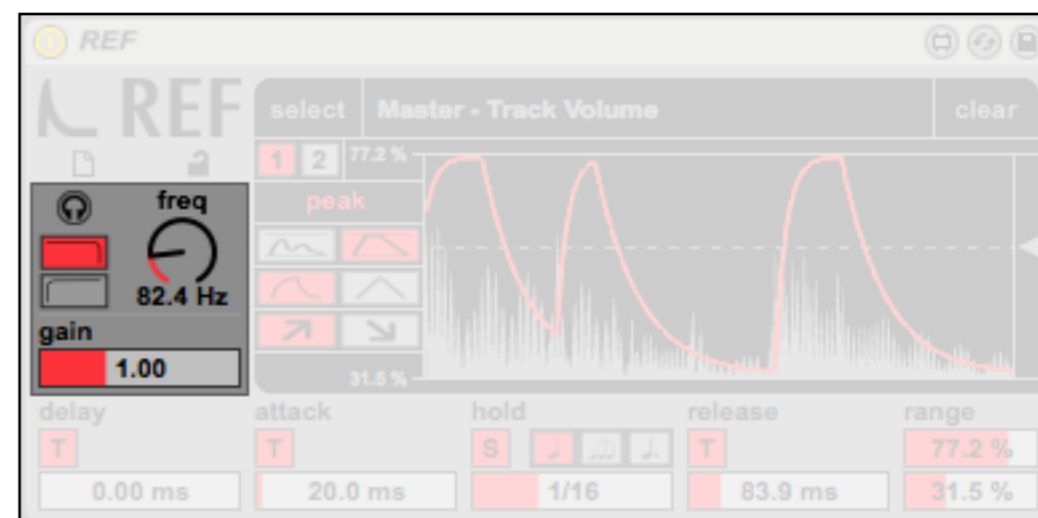 REF
REF
select Master - Track Volume clear
1 2 77.2 %
freq
peak
82.4 Hz
gain
1.00
31.5 %
delay attack hold release range
T T S T 77.2 %
0.00 ms 20.0 ms 1/16 83.9 ms 31.5 %